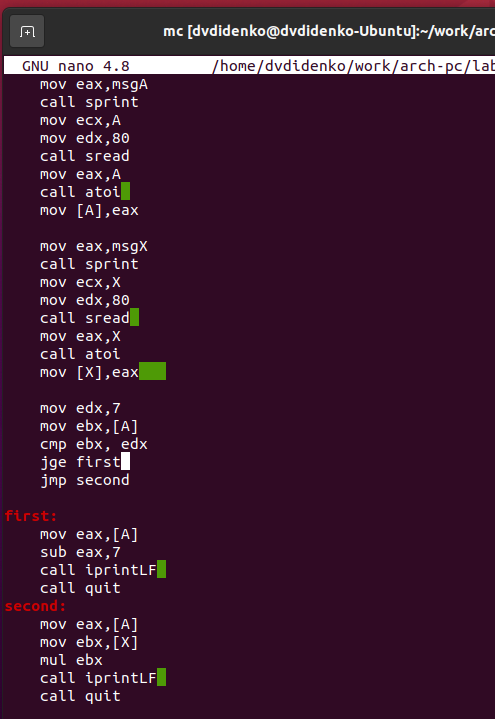 mc [dvdidenko@dvdidenko-Ubuntu]:~/work/arc
GNU nano 4.8 /home/dvdidenko/work/arch-pc/lab
mov eax,msgA
call sprint
mov ecx,A
mov edx,80
call sread
mov eax,A
call atoi
mov [A],eax
mov eax,msgX
call sprint
mov ecx,X
mov edx,80
call sread
mov eax,X
call atoi
mov [X],eax
mov edx,7
mov ebx,[A]
cmp ebx, edx
jge first
jmp second
first:
mov eax,[A]
sub eax,7
call iprintLF
call quit
second:
mov eax,[A]
mov ebx,[X]
mul ebx
call iprintLF
call quit